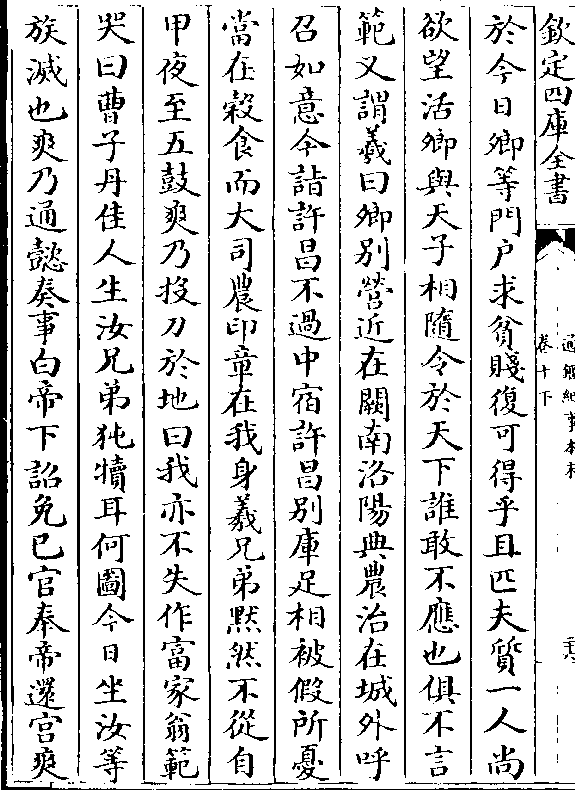 欽定四庫全書
通鑑紀事本末
卷十下
於今日卿等門户求貧賤復可得乎且匹夫質一人尚
欲望活卿與天子相隨令於天下誰敢不應也俱不言
範又謂羲曰卿别營近在闕南洛陽典農治在城外呼
召如意今詣許昌不過中宿許昌别庫足相被假所憂
當在榖食而大司農印章在我身羲兄弟黙然不從自
甲夜至五鼓爽乃投刀於地曰我亦不失作富家翁範
哭曰曹子丹佳人生汝兄弟㹠犢耳何圖今日坐汝等
族滅也爽乃通懿奏事白帝下詔免已官奉帝還宫爽